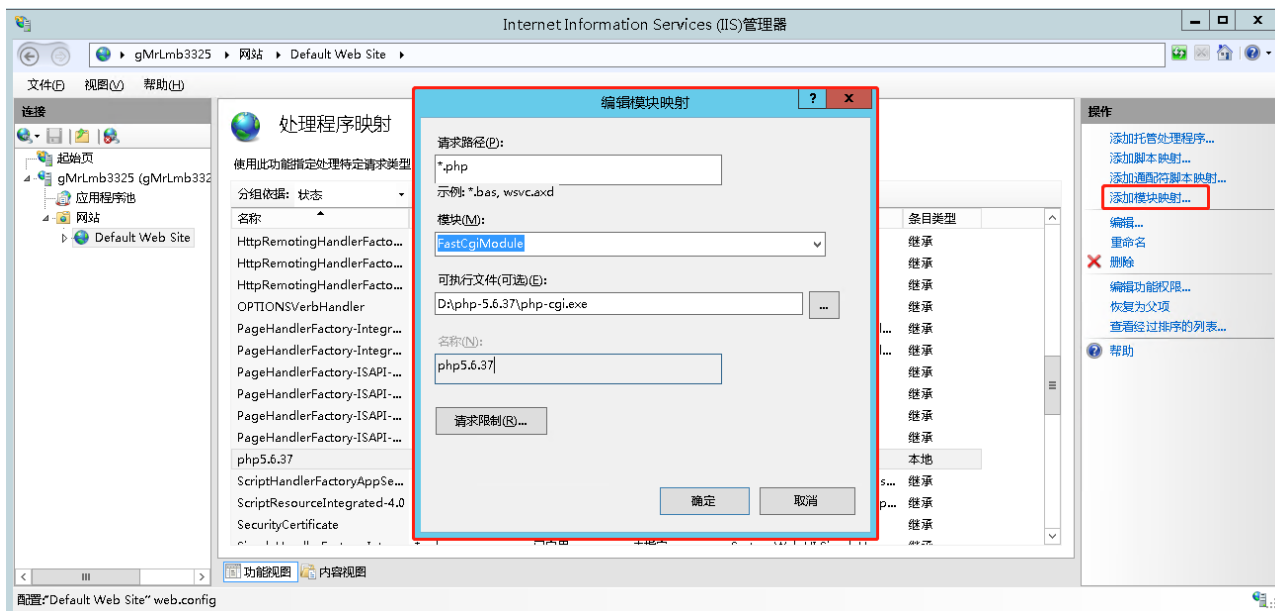 Internet Information Services (IIS)管理器
gMrLmb3325 网站 Default Web Site
文件(F) 视图(V) 帮助(H)
连接
起始页
gMrLmb3325 (gMrLmb332
应用程序池
网站
Default Web Site
处理程序映射
使用此功能指定处理特定请求类型
分组依据: 状态
名称 条目类型
HttpRemotingHandlerFacto... 继承
HttpRemotingHandlerFacto... 继承
HttpRemotingHandlerFacto... 继承
OPTIONSVerbHandler 继承
PageHandlerFactory-Integr... l... 继承
PageHandlerFactory-Integr... l... 继承
PageHandlerFactory-ISAPI-... 继承
PageHandlerFactory-ISAPI-... 继承
PageHandlerFactory-ISAPI-... 继承
PageHandlerFactory-ISAPI-... 继承
php5.6.37 本地
ScriptHandlerFactoryAppSe... s... 继承
ScriptResourceIntegrated-4.0 p... 继承
SecurityCertificate 继承
功能视图 内容视图
编辑模块映射
? x
请求路径(P):
*.php
示例: *.bas, wsvc.axd
模块(M):
FastCgiModule
可执行文件(可选)(E):
D:\php-5.6.37\php-cgi.exe
...
名称(N):
php5.6.37
请求限制(R)...
确定 取消
操作
添加托管处理程序...
添加脚本映射...
添加通配符脚本映射...
添加模块映射...
编辑...
重命名
删除
编辑功能权限...
恢复为父项
查看经过排序的列表...
帮助
配置:"Default Web Site" web.config